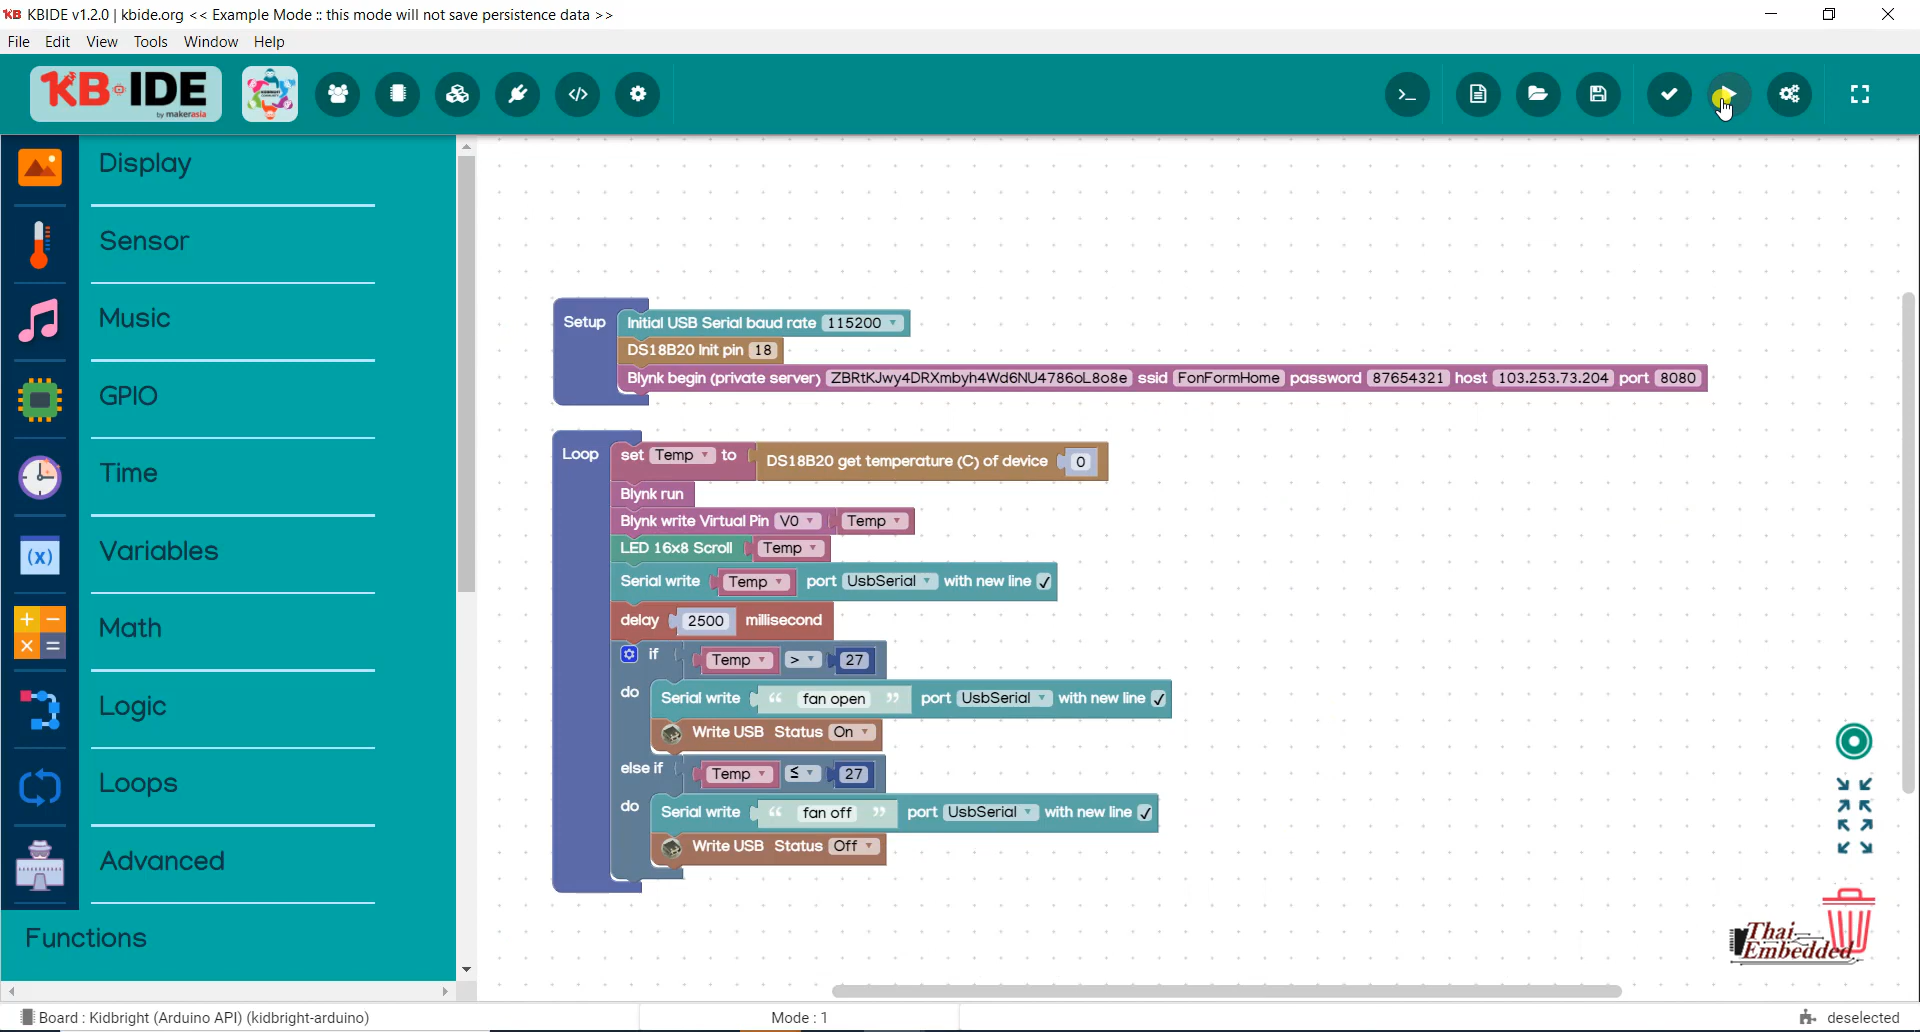 KBIDE v1.2.0 | kbide.org << Example Mode :: this mode will not save persistence data >>
File Edit View Tools Window Help
KB IDE
by makerasia
Display
Sensor
Music
GPIO
Time
(x) Variables
Math
Logic
Loops
Advanced
Functions
Setup Initial USB Serial baud rate 115200
DS18B20 Init pin 18
Blynk begin (private server) ZBRtKJwy4DRXmbyh4Wd6NU4786oL8o8e ssid FonFormHome password 87654321 host 103.253.73.204 port 8080
Loop set Temp to DS18B20 get temperature (C) of device 0
Blynk run
Blynk write Virtual Pin V0 Temp
LED 16x8 Scroll Temp
Serial write Temp port UsbSerial with new line
delay 2500 millisecond
if Temp > 27
do Serial write “ fan open ” port UsbSerial with new line
Write USB Status On
else if Temp ≤ 27
do Serial write “ fan off ” port UsbSerial with new line
Write USB Status Off
Thai
Embedded
Board : Kidbright (Arduino API) (kidbright-arduino) Mode : 1 deselected